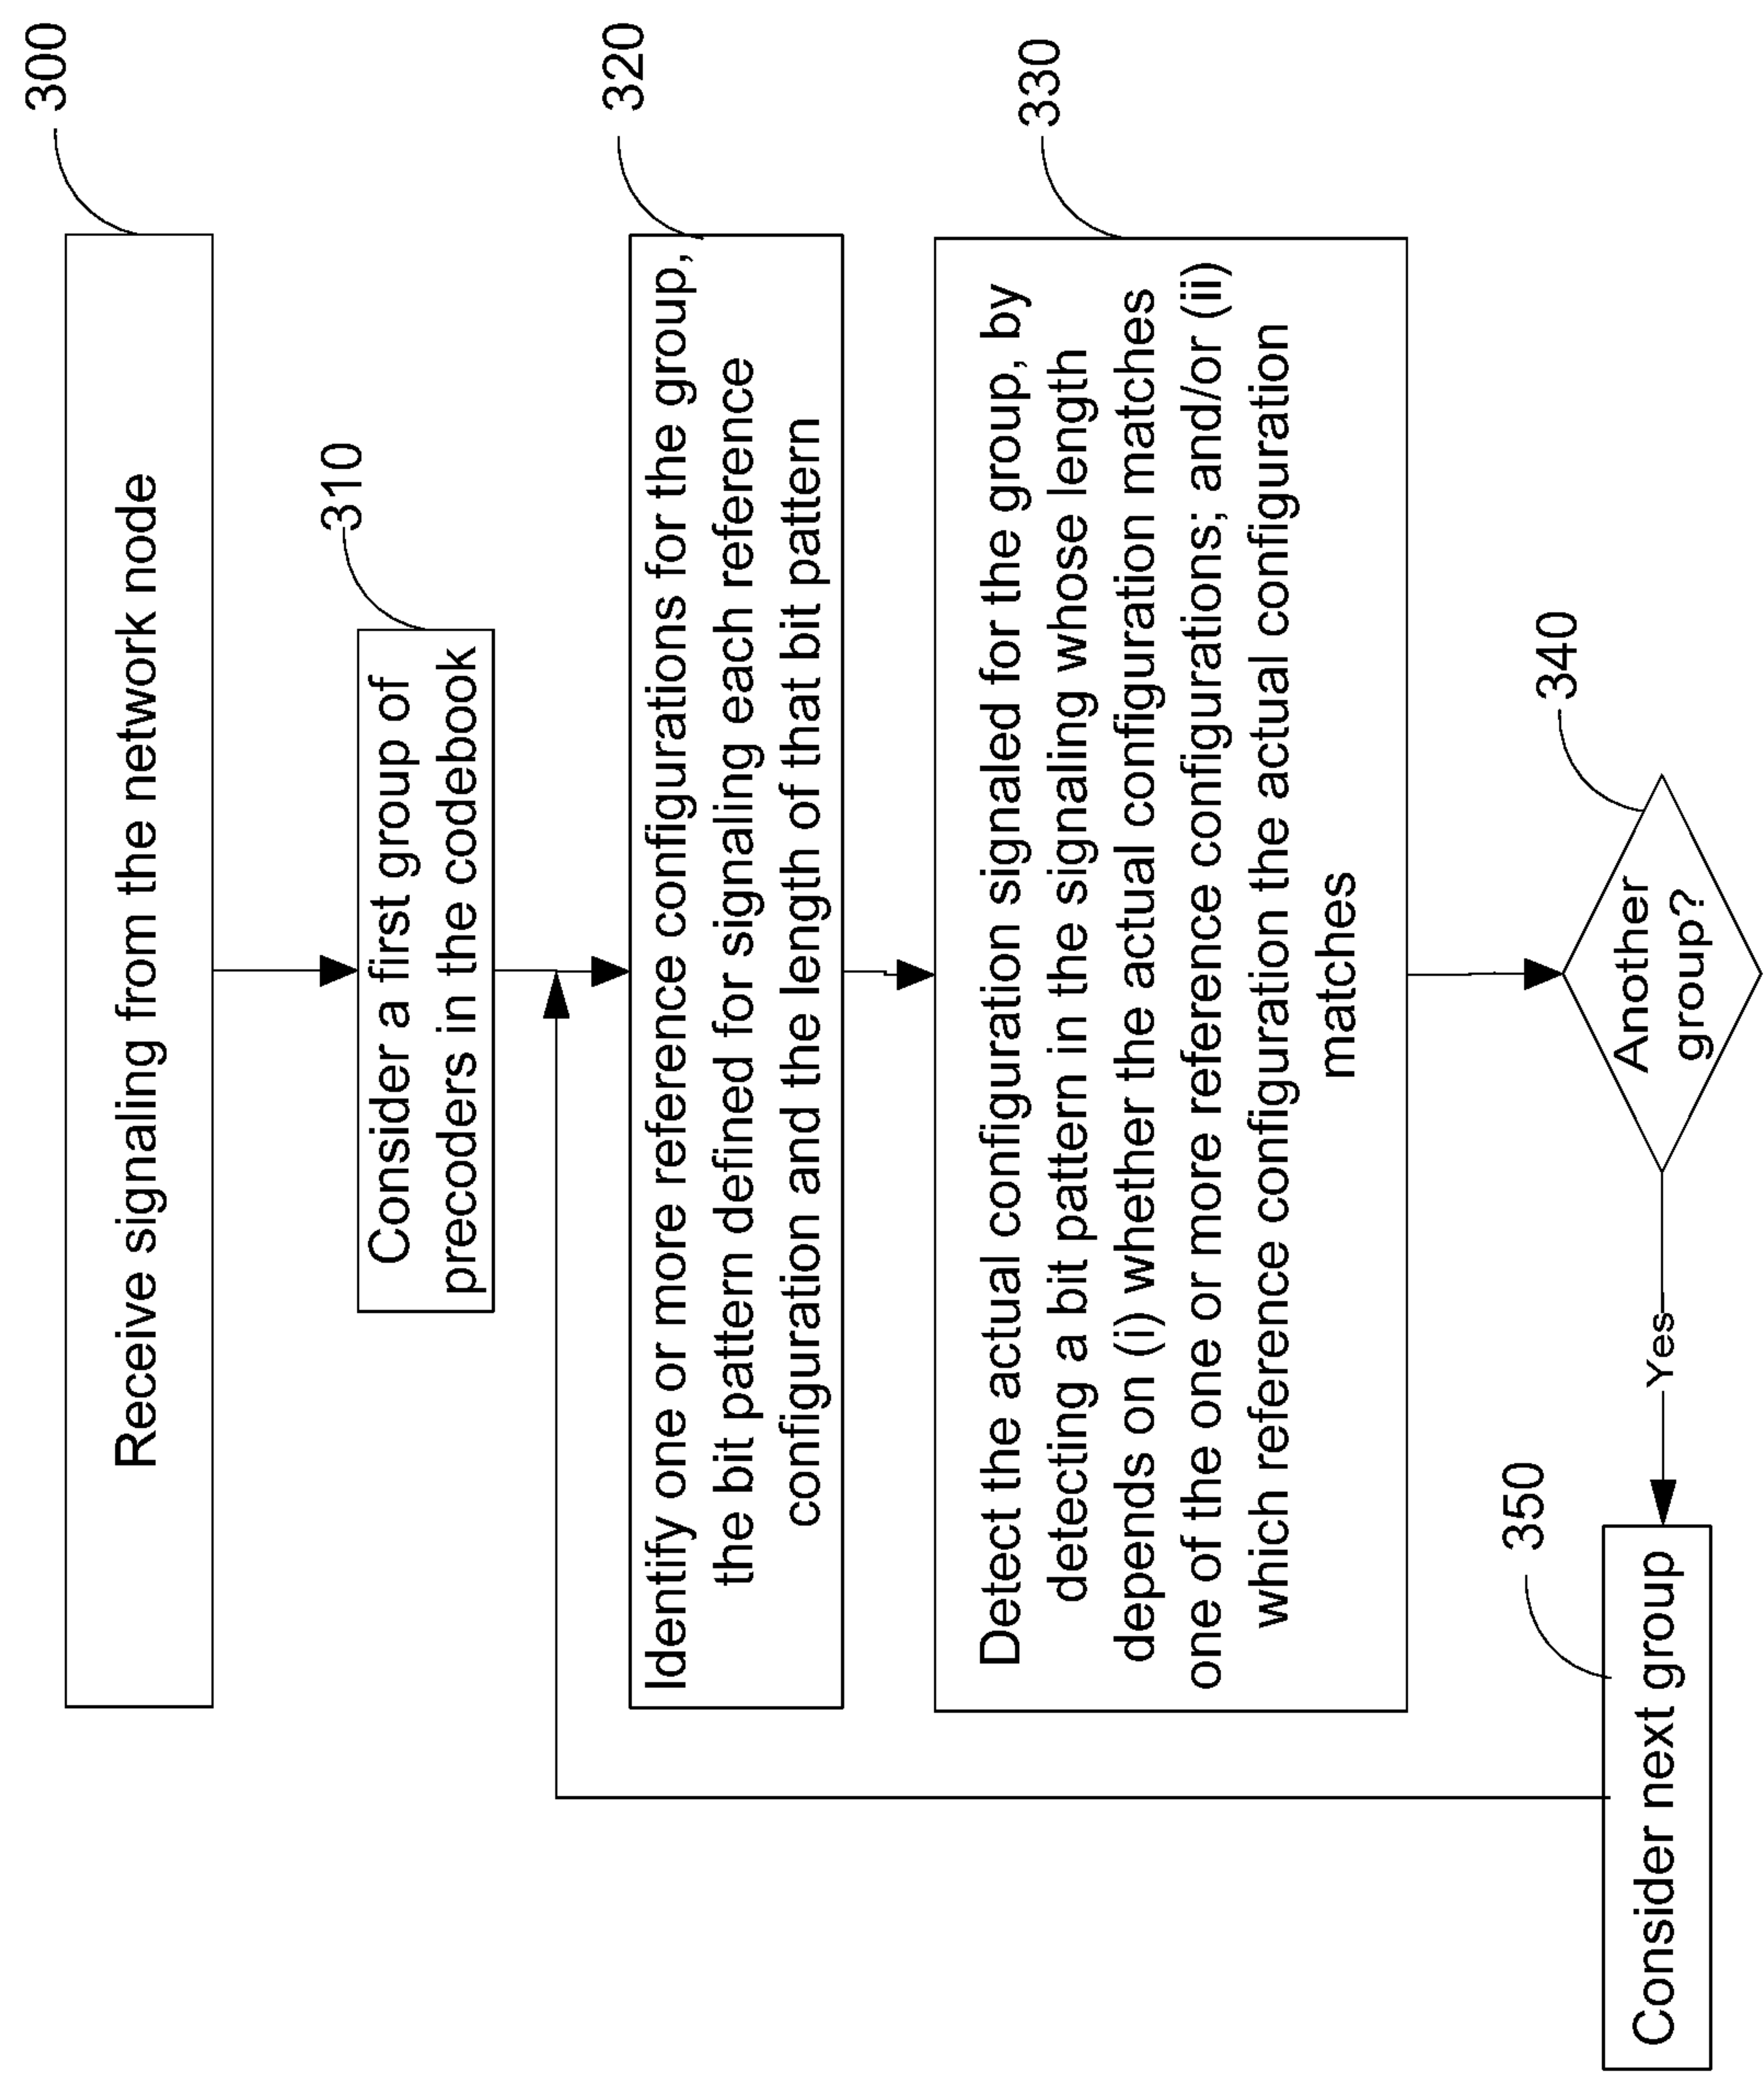 300
Receive signaling from the network node
310
Consider a first group of
precoders in the codebook
320
Identify one or more reference configurations for the group,
the bit pattern defined for signaling each reference
configuration and the length of that bit pattern
330
Detect the actual configuration signaled for the group, by
detecting a bit pattern in the signaling whose length
depends on (i) whether the actual configuration matches
one of the one or more reference configurations; and/or (ii)
which reference configuration the actual configuration
matches
340
Another
group?
Yes
350
Consider next group